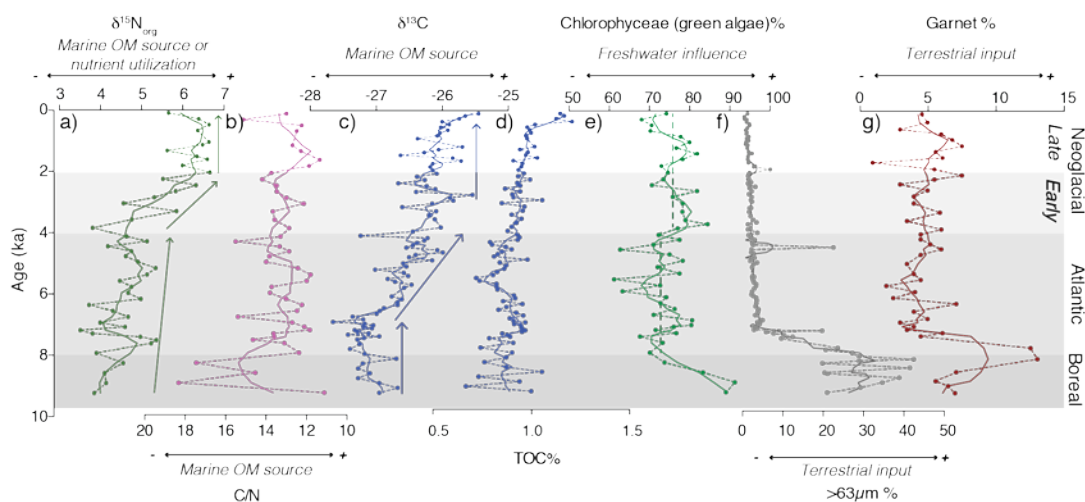 δ15Norg δ13C Chlorophyceae (green algae)% Garnet %
Marine OM source or
nutrient utilization
Marine OM source Freshwater influence Terrestrial input
- + - + - + - +
3 4 5 6 7 -28 -27 -26 -25 50 60 70 80 90 100 0 5 10 15
a) b) c) d) e) f) g)
0
2
4
6
8
10
Age (ka)
Neoglacial
Late
Early
Atlantic
Boreal
20 18 16 14 12 10 0.5 1.0 1.5 0 10 20 30 40 50
- + TOC% - +
Marine OM source Terrestrial input
C/N >63μm %